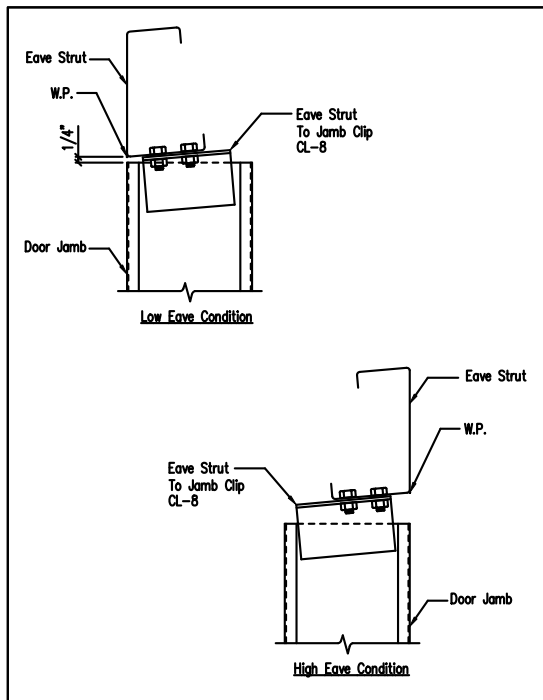 Eave Strut
W.P.
1/4"
Eave Strut
To Jamb Clip
CL-8
Door Jamb
Low Eave Condition
Eave Strut
W.P.
Eave Strut
To Jamb Clip
CL-8
Door Jamb
High Eave Condition